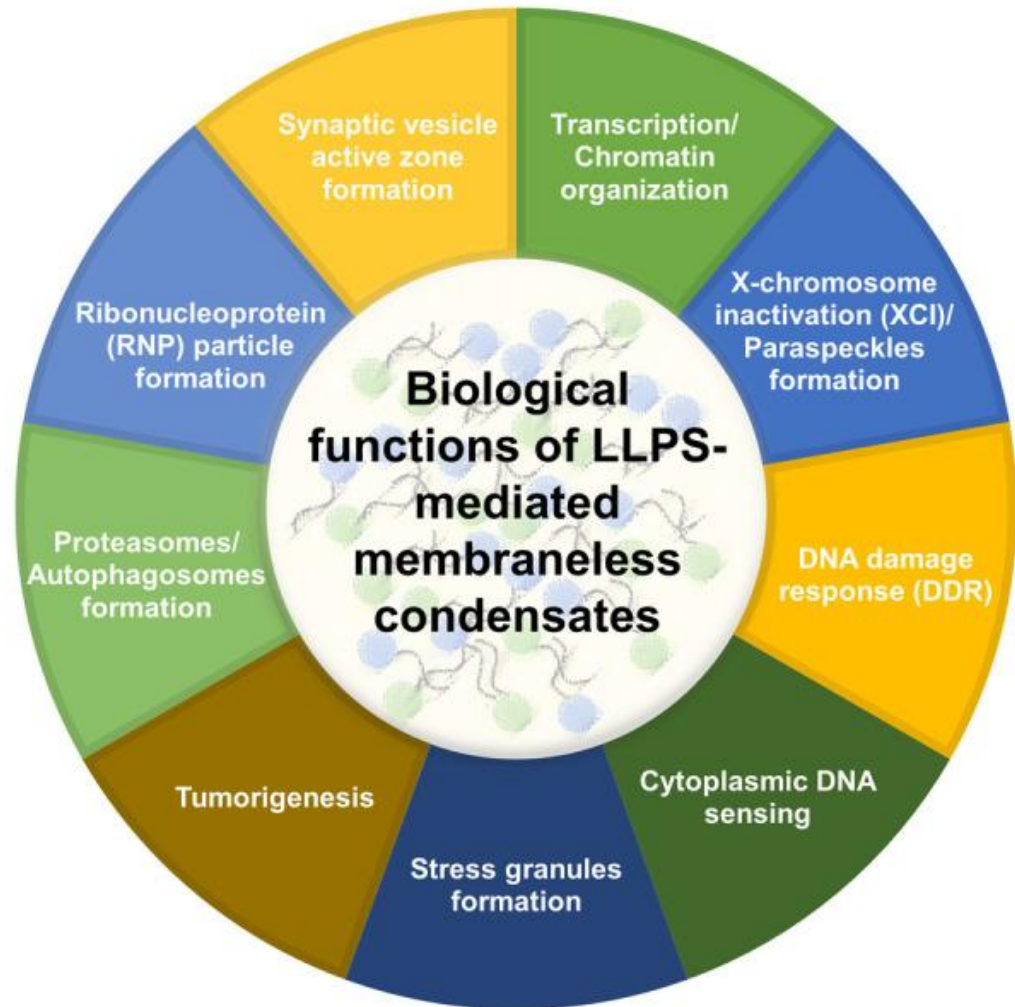 Biological
functions of LLPS-
mediated
membraneless
condensates
Transcription/
Chromatin
organization
X-chromosome
inactivation (XCI)/
Paraspeckles
formation
DNA damage
response (DDR)
Cytoplasmic DNA
sensing
Stress granules
formation
Tumorigenesis
Proteasomes/
Autophagosomes
formation
Ribonucleoprotein
(RNP) particle
formation
Synaptic vesicle
active zone
formation